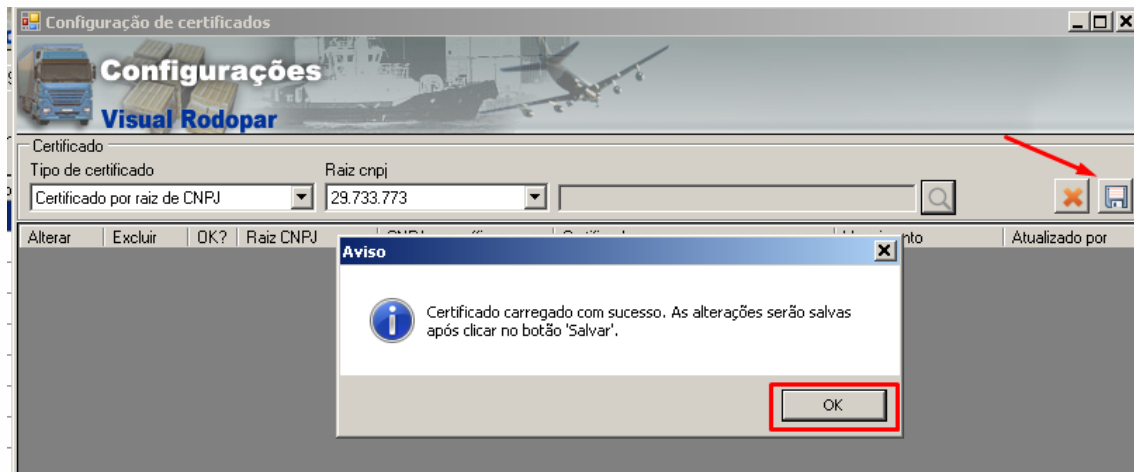 Configuração de certificados
Configurações
Visual Rodopar
Certificado
Tipo de certificado Raiz cnpj
Certificado por raiz de CNPJ 29.733.773
Alterar Excluir OK? Raiz CNPJ Atualizado por
Aviso
Certificado carregado com sucesso. As alterações serão salvas
após clicar no botão 'Salvar'.
OK